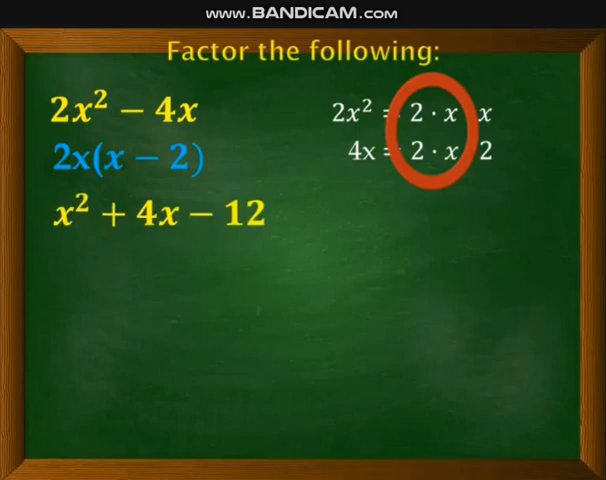 www.BANDICAM.com
Factor the following:
2x² − 4x
2x² = 2 · x · x
2x(x − 2)
4x = 2 · x · 2
x² + 4x − 12